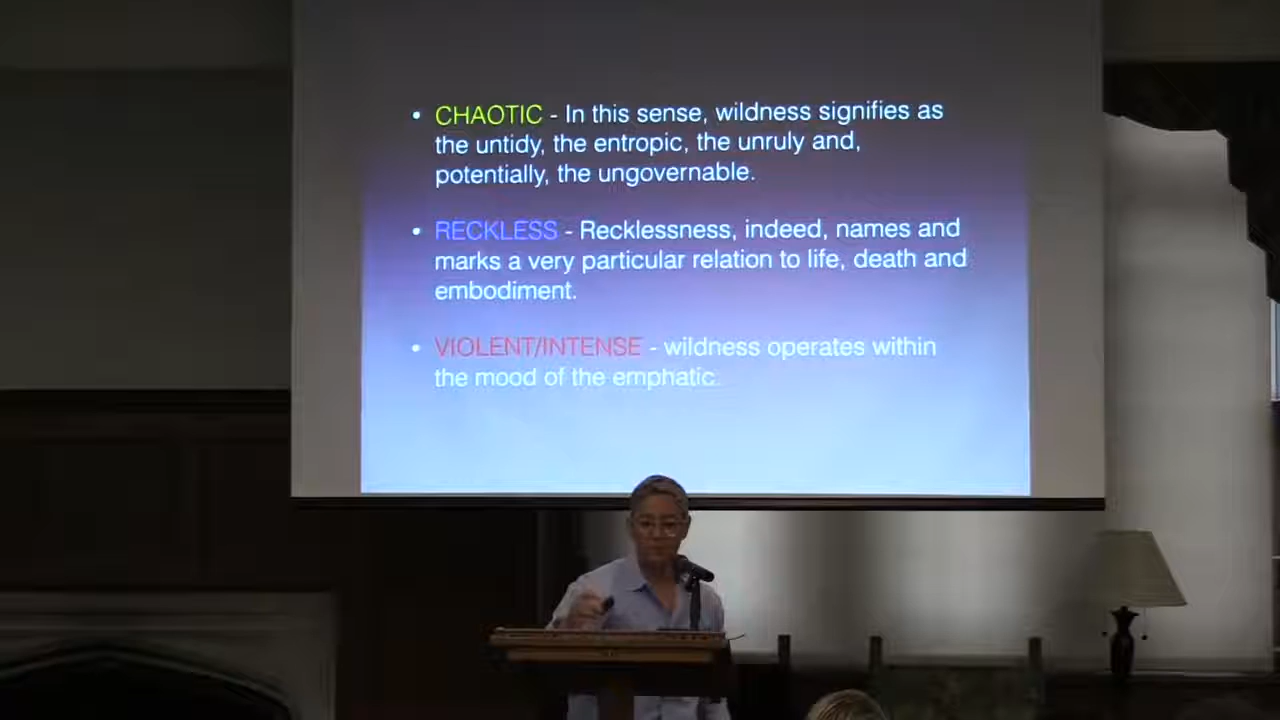 • CHAOTIC - In this sense, wildness signifies as
the untidy, the entropic, the unruly and,
potentially, the ungovernable.
• RECKLESS - Recklessness, indeed, names and
marks a very particular relation to life, death and
embodiment.
• VIOLENT/INTENSE - wildness operates within
the mood of the emphatic.